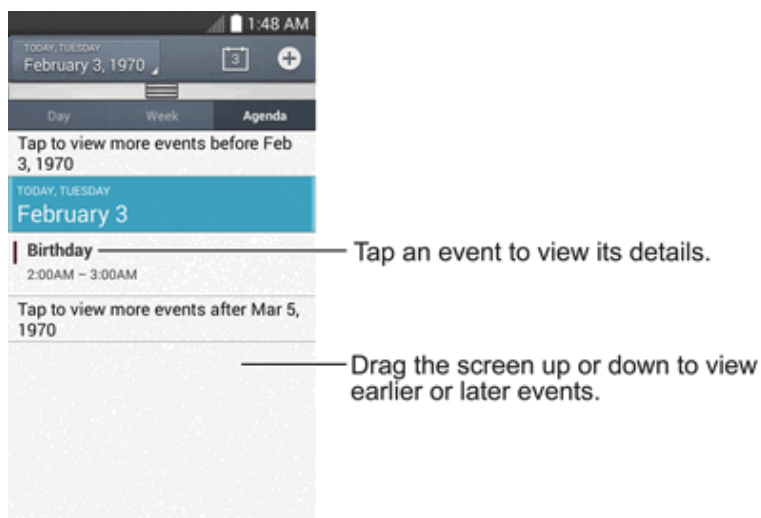 1:48 AM
TODAY, TUESDAY
February 3, 1970
3
Day Week Agenda
Tap to view more events before Feb
3, 1970
TODAY, TUESDAY
February 3
Birthday
2:00AM – 3:00AM
Tap to view more events after Mar 5,
1970
Tap an event to view its details.
Drag the screen up or down to view
earlier or later events.